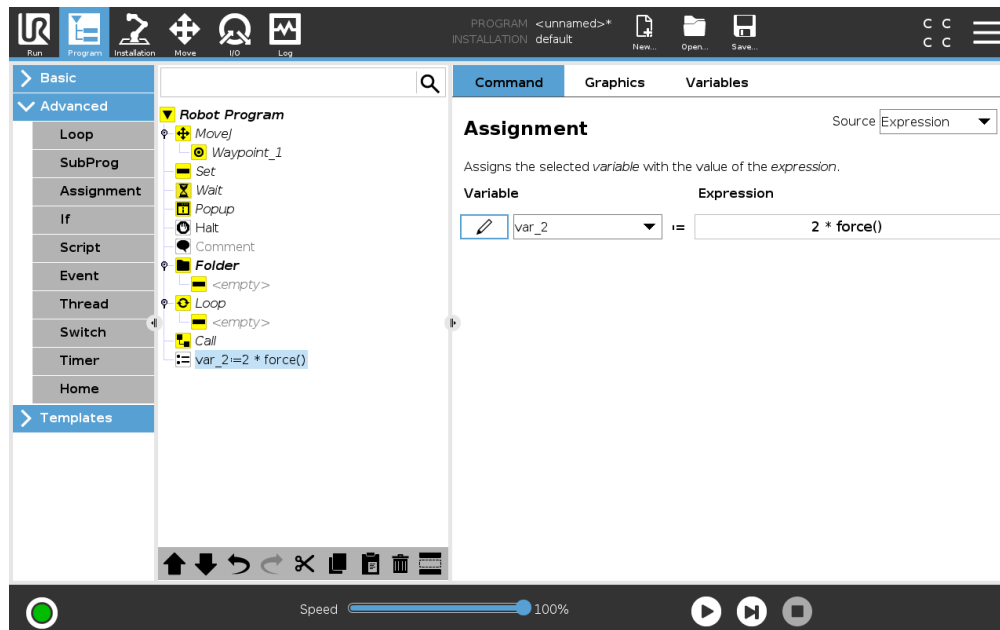 UR
Run
Program
Installation
Move
I/O
Log
PROGRAM <unnamed>*
INSTALLATION default
New...
Open...
Save...
C C
C C
Basic
Advanced
Loop
SubProg
Assignment
If
Script
Event
Thread
Switch
Timer
Home
Templates
Robot Program
MoveJ
Waypoint_1
Set
Wait
Popup
Halt
Comment
Folder
<empty>
Loop
<empty>
Call
var_2:=2 * force()
Command Graphics Variables
Assignment
Source Expression
Assigns the selected variable with the value of the expression.
Variable Expression
var_2 := 2 * force()
Speed 100%